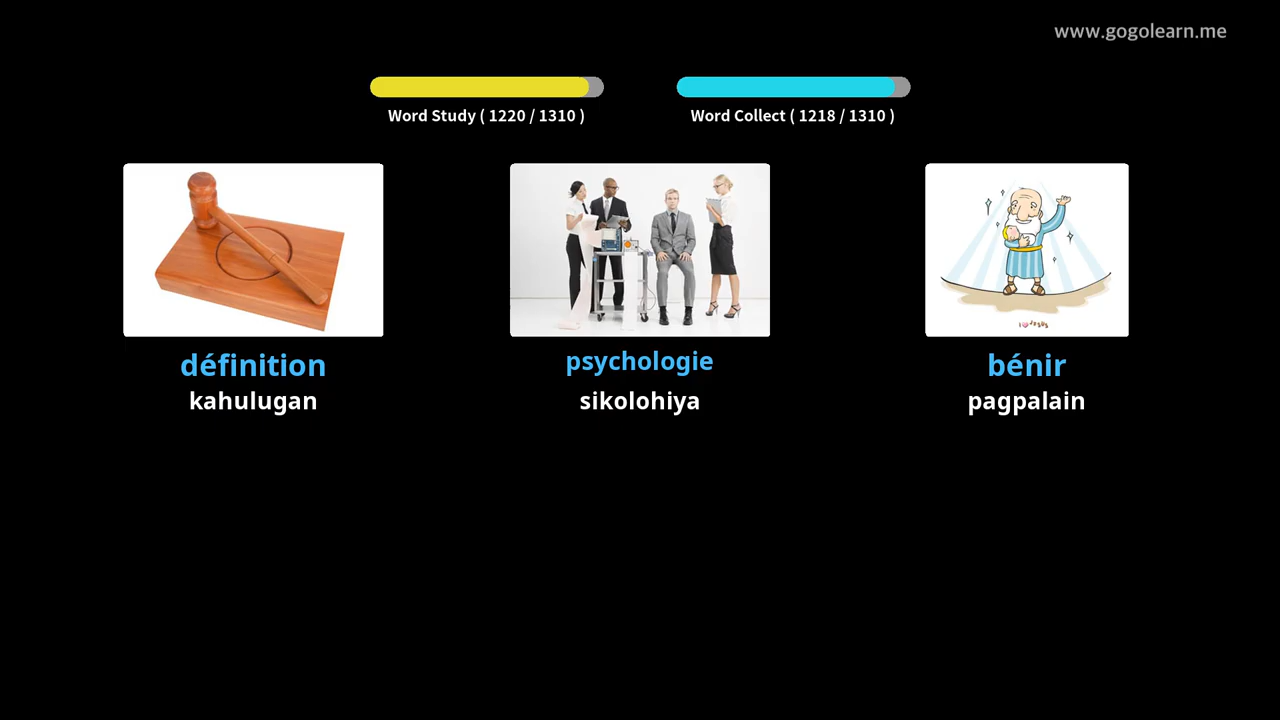 www.gogolearn.me
Word Study ( 1220 / 1310 )
Word Collect ( 1218 / 1310 )
définition
kahulugan
psychologie
sikolohiya
bénir
pagpalain